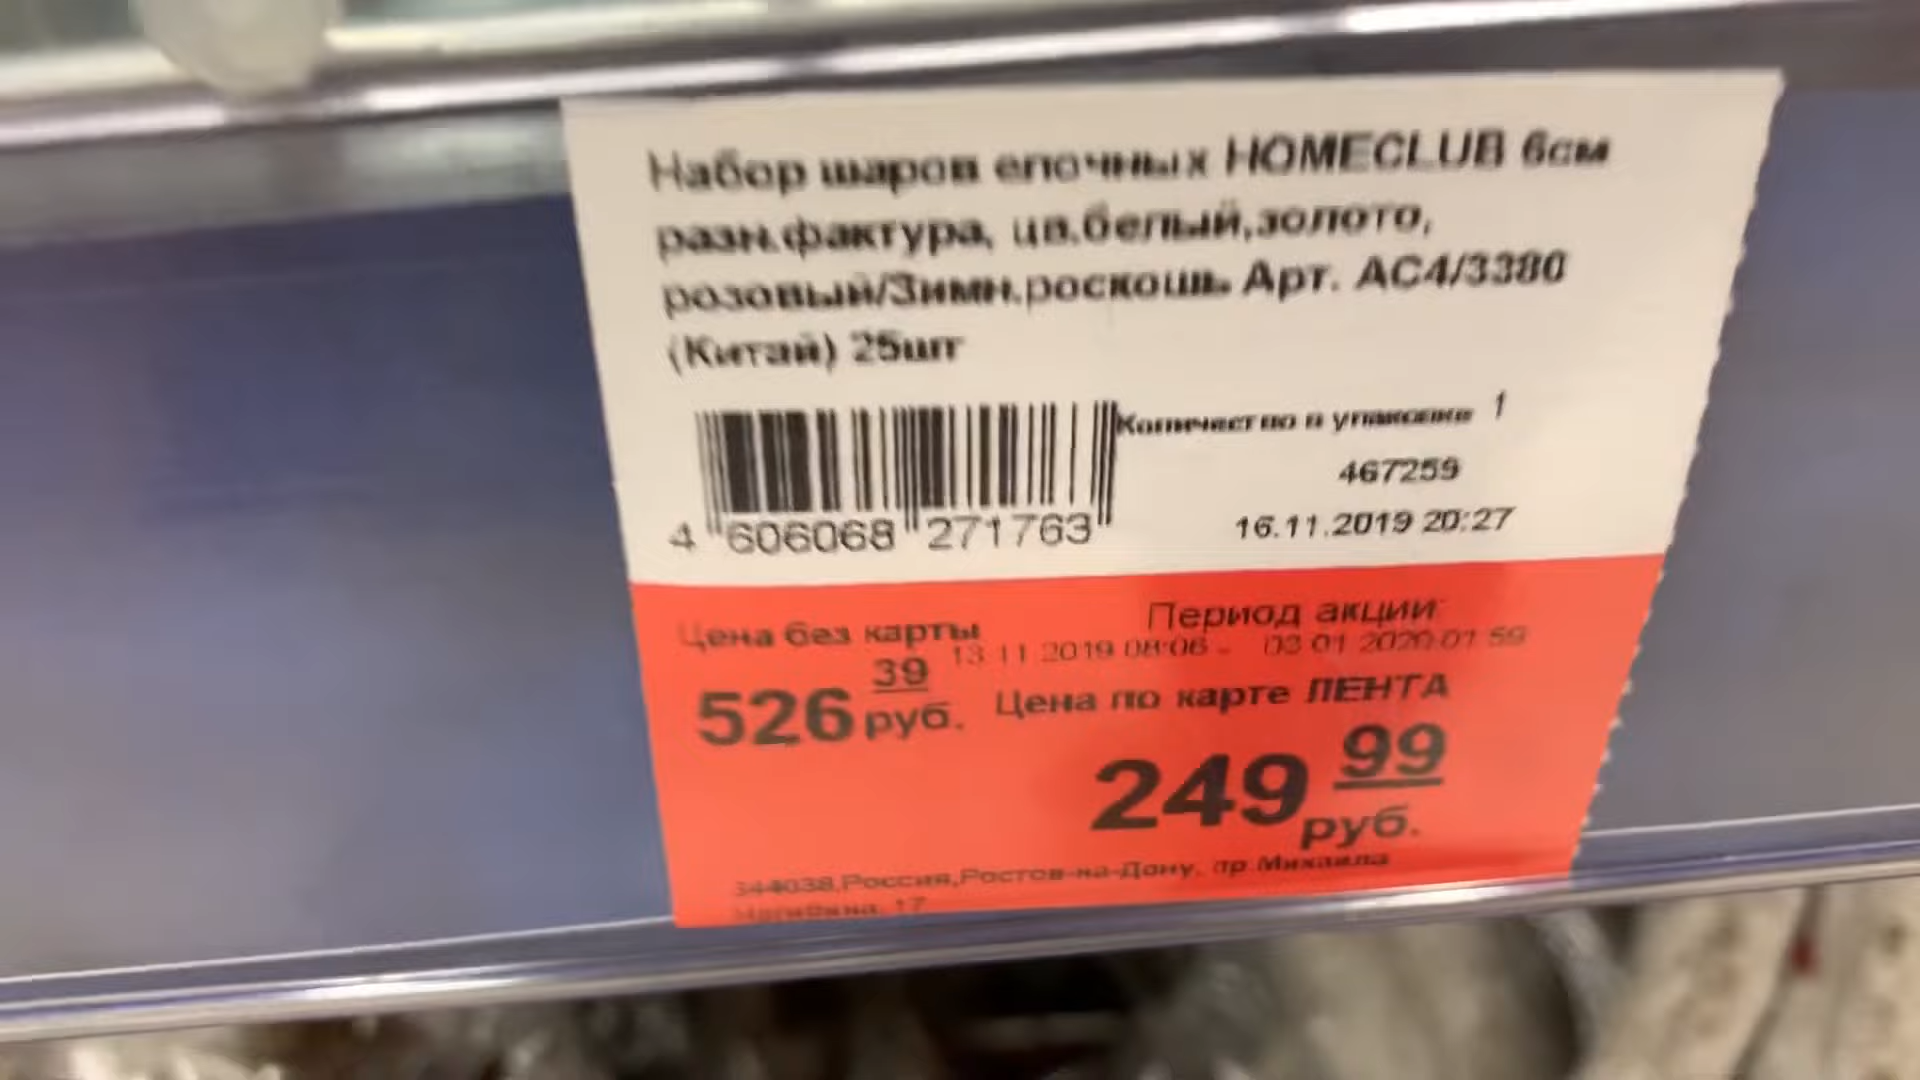 Набор шаров елочных HOMECLUB 6см
разн.фактура, цв.белый,золото,
розовый/Зимн.роскошь Арт. AC4/3380
(Китай) 25шт
Количество в упаковке 1
467259
4 606068 271763
16.11.2019 20:27
Цена без карты
Период акции:
13.11.2019 08:06 - 03.01.2020 01:59
526 39 руб.
Цена по карте ЛЕНТА
249 99 руб.
344038,Россия,Ростов-на-Дону, пр.Михаила
Нагибина, 17